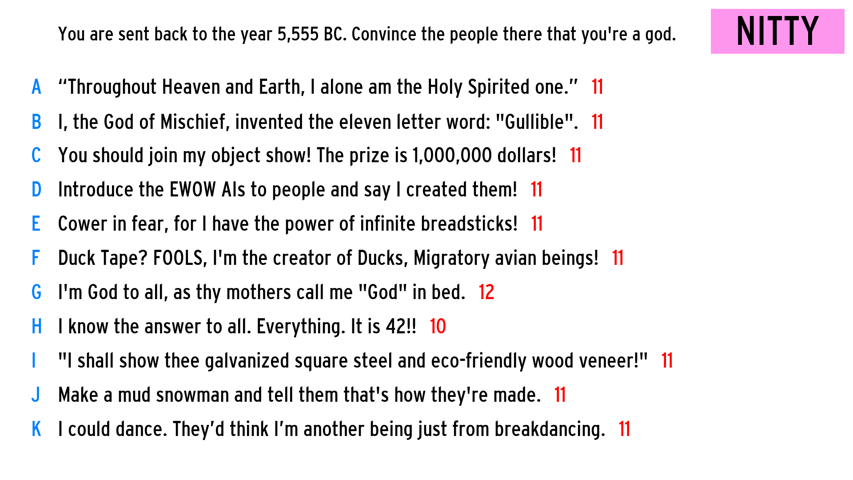 You are sent back to the year 5,555 BC. Convince the people there that you're a god.
NITTY
A “Throughout Heaven and Earth, I alone am the Holy Spirited one.” 11
B I, the God of Mischief, invented the eleven letter word: "Gullible". 11
C You should join my object show! The prize is 1,000,000 dollars! 11
D Introduce the EWOW AIs to people and say I created them! 11
E Cower in fear, for I have the power of infinite breadsticks! 11
F Duck Tape? FOOLS, I'm the creator of Ducks, Migratory avian beings! 11
G I'm God to all, as thy mothers call me "God" in bed. 12
H I know the answer to all. Everything. It is 42!! 10
I "I shall show thee galvanized square steel and eco-friendly wood veneer!" 11
J Make a mud snowman and tell them that's how they're made. 11
K I could dance. They’d think I’m another being just from breakdancing. 11